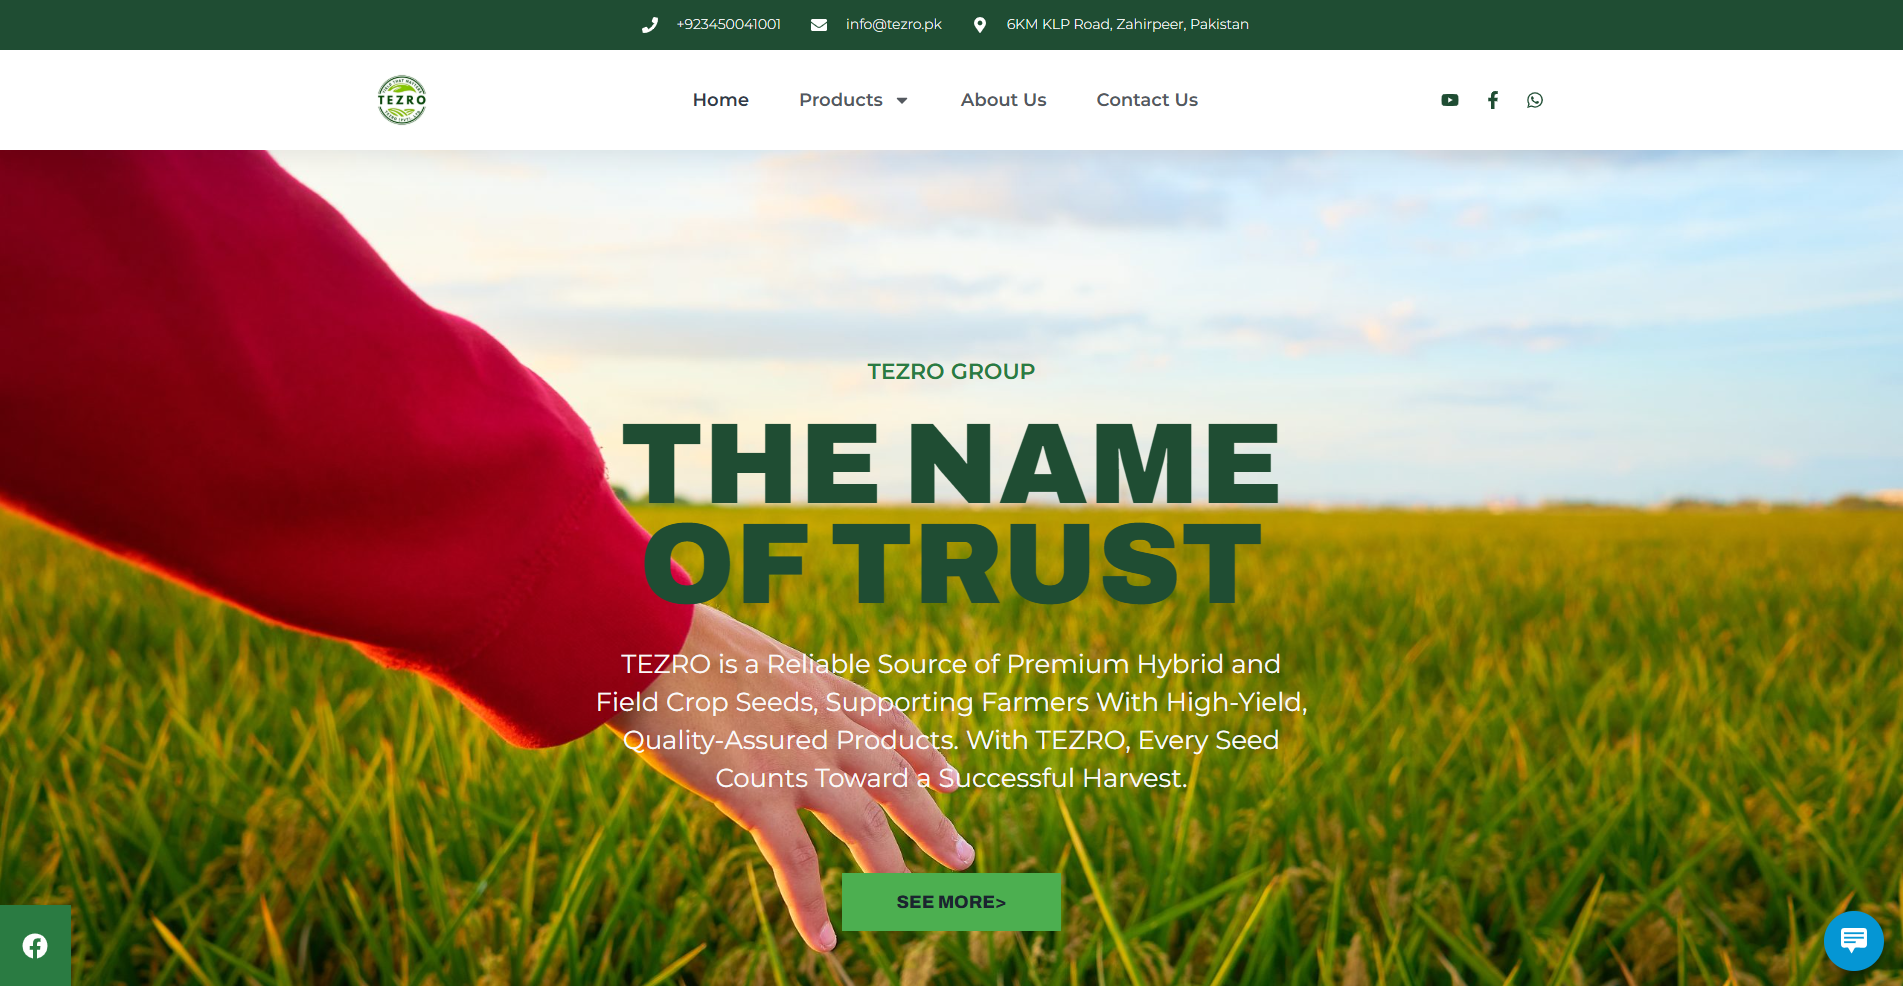 +923450041001 info@tezro.pk 6KM KLP Road, Zahirpeer, Pakistan
TEZRO
Home Products About Us Contact Us
TEZRO GROUP
THE NAME
OF TRUST
TEZRO is a Reliable Source of Premium Hybrid and
Field Crop Seeds, Supporting Farmers With High-Yield,
Quality-Assured Products. With TEZRO, Every Seed
Counts Toward a Successful Harvest.
SEE MORE>